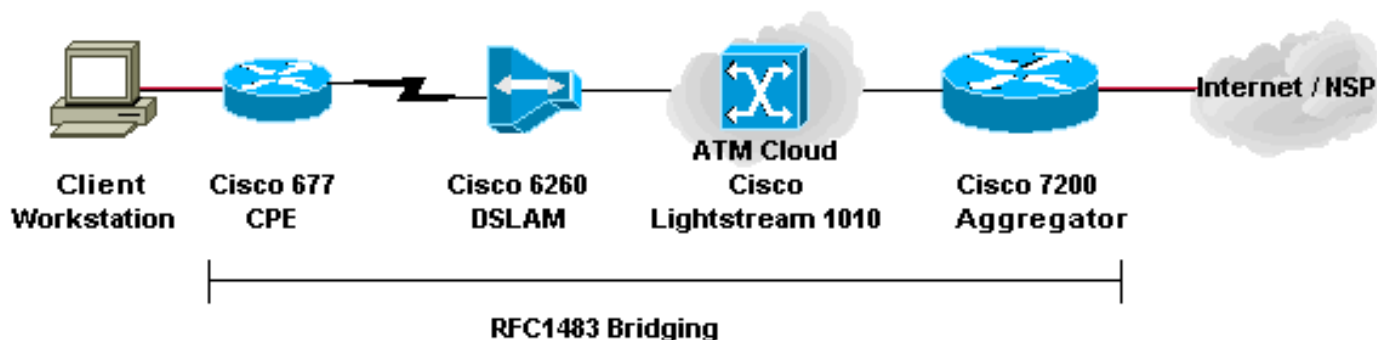 Internet / NSP
ATM Cloud
Client
Workstation
Cisco 677
CPE
Cisco 6260
DSLAM
Cisco
Lightstream 1010
Cisco 7200
Aggregator
RFC1483 Bridging